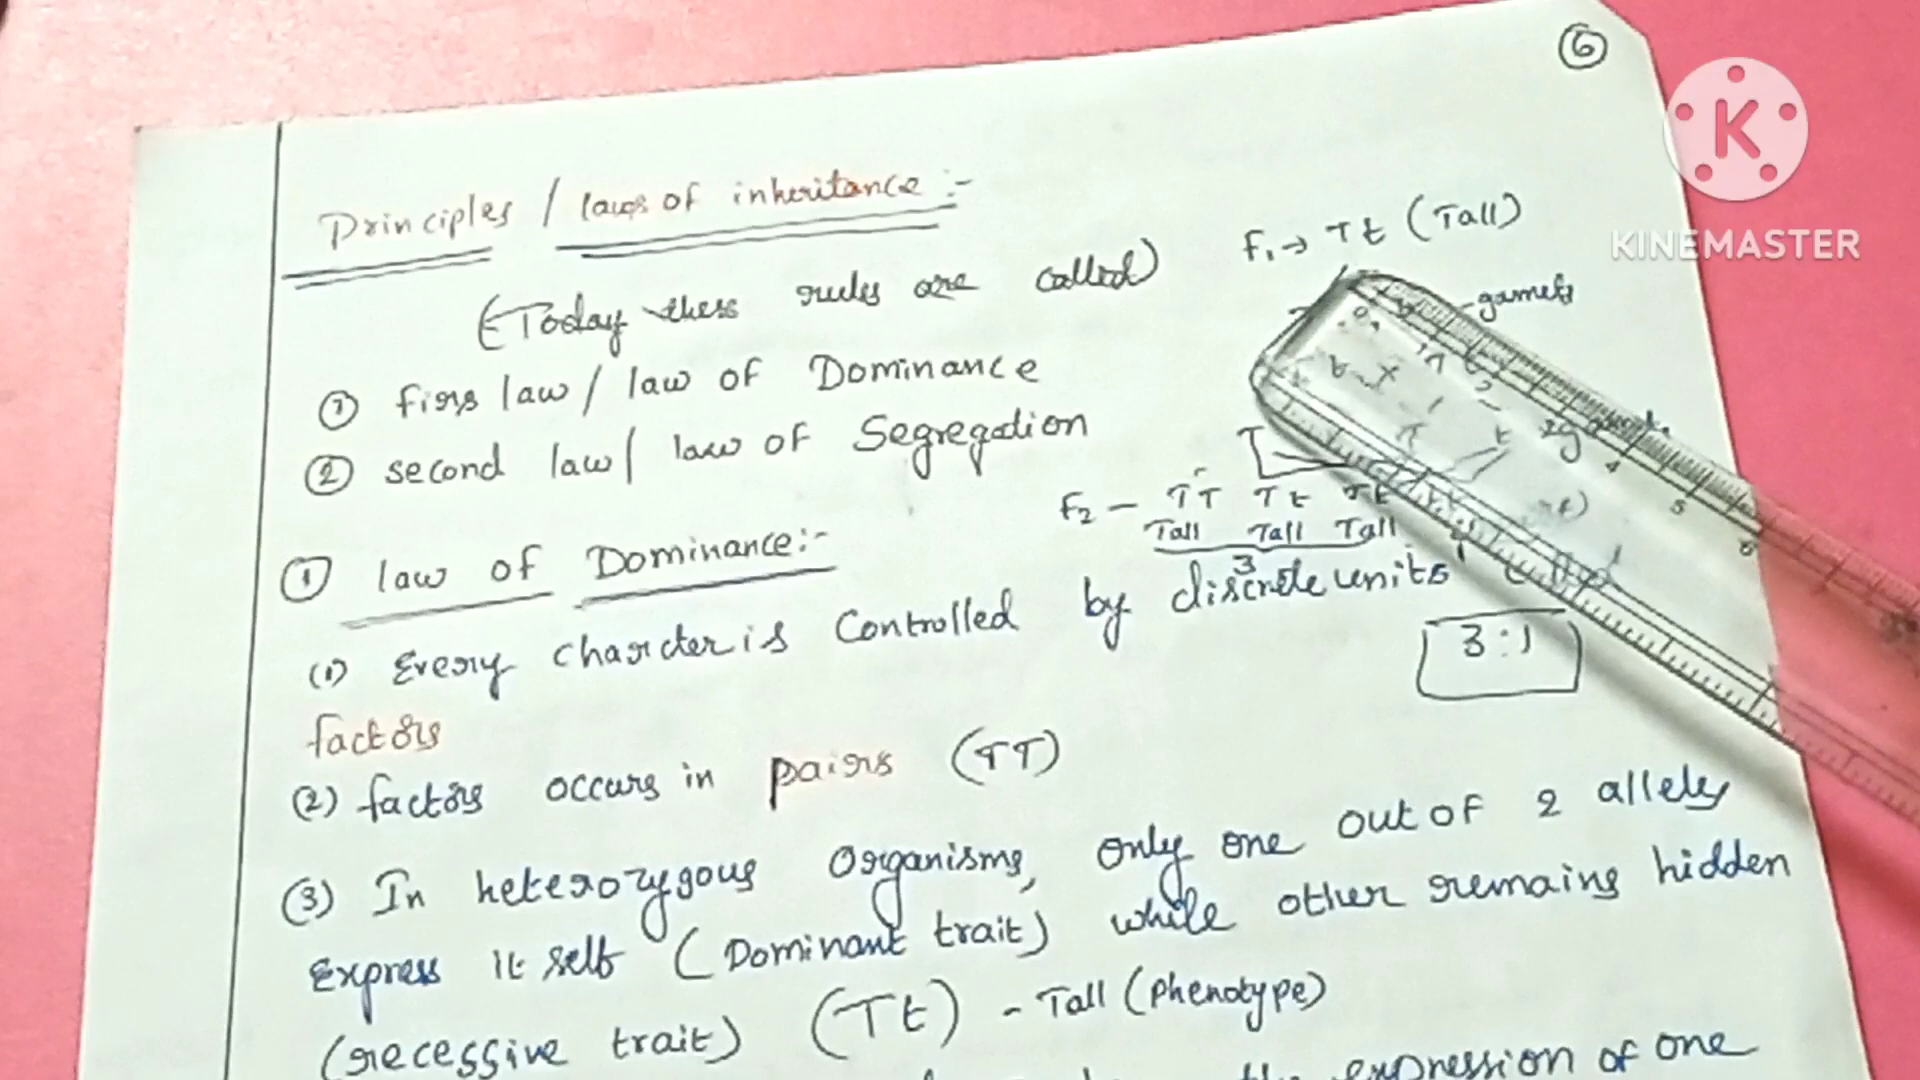 6
K
KINEMASTER
Principles / laws of inheritance :-
(Today these rules are called)
① firs law / law of Dominance
② second law / law of Segregation
F₁ → Tt (Tall)
F₂ – TT Tt Tt
Tall Tall Tall
3
3:1
① law of Dominance:-
(1) Every charcter is Controlled by discrete units
factors
(2) factors occurs in pairs (TT)
(3) In heterozygous Organisms, only one out of 2 alleles
Express it self (Dominant trait) while other remains hidden
(recessive trait) (Tt) - Tall (phenotype)
expression of one